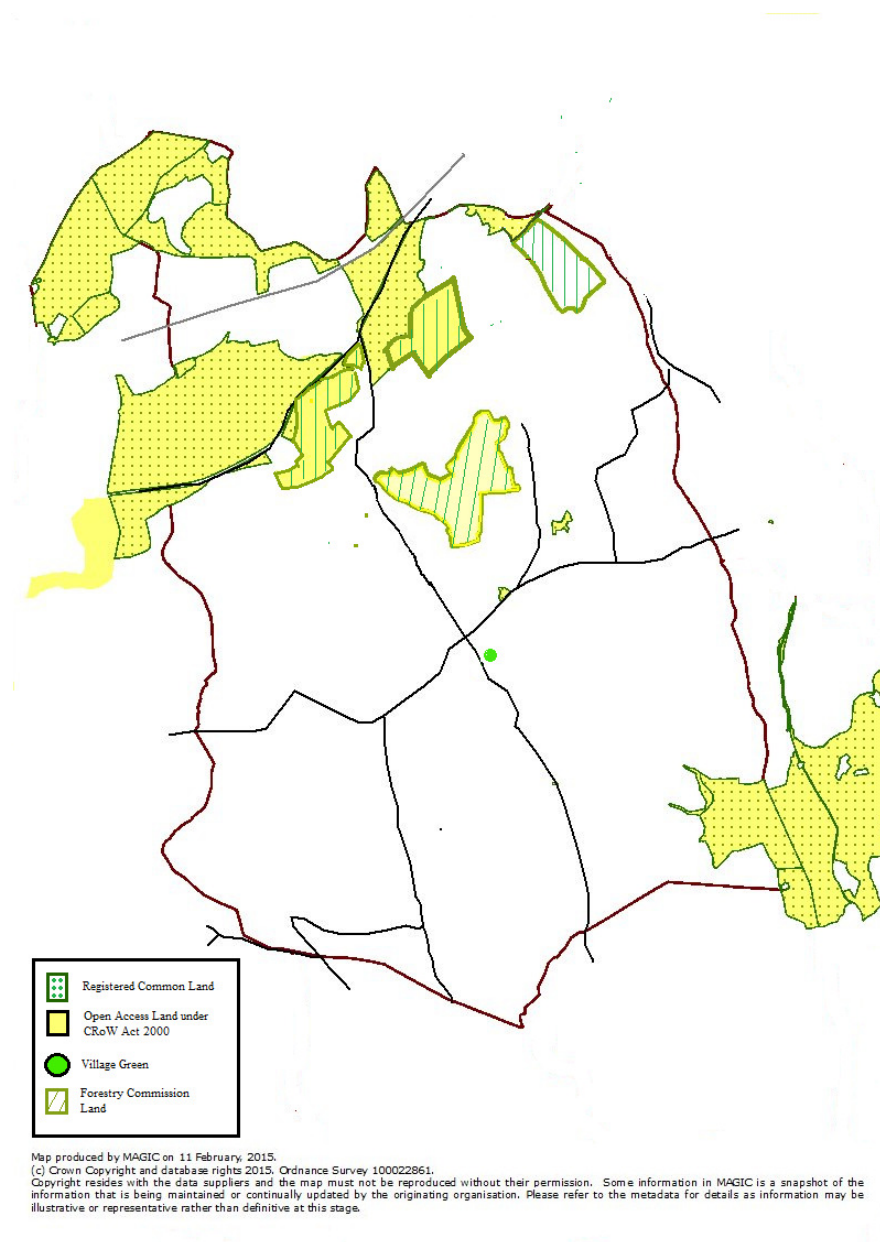 Registered Common Land
Open Access Land under
CRoW Act 2000
Village Green
Forestry Commission
Land
Map produced by MAGIC on 11 February, 2015.
(c) Crown Copyright and database rights 2015. Ordnance Survey 100022861.
Copyright resides with the data suppliers and the map must not be reproduced without their permission. Some information in MAGIC is a snapshot of the
information that is being maintained or continually updated by the originating organisation. Please refer to the metadata for details as information may be
illustrative or representative rather than definitive at this stage.